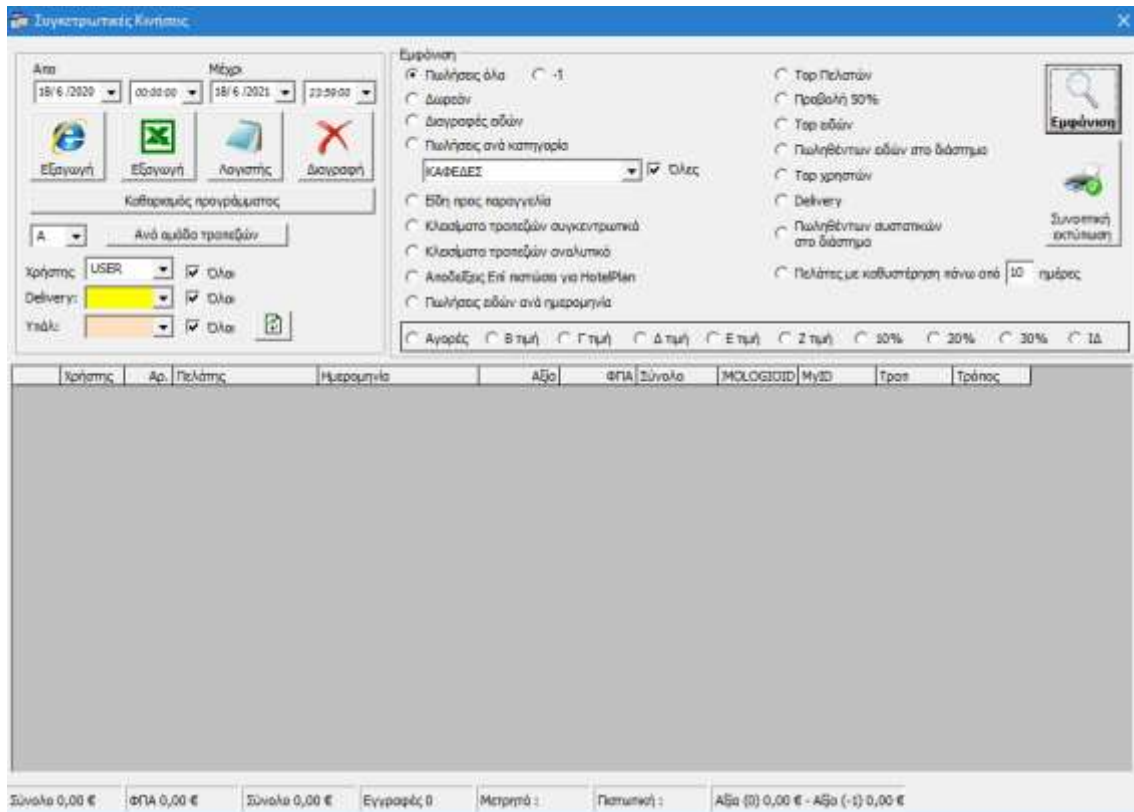 Συγκετρωτικές Κινήσεις
Απο Μέχρι
18/ 6 /2020 00:00:00 18/ 6 /2021 23:59:00
Εξαγωγή Εξαγωγή Λογιστής Διαγραφή
Καθαρισμός προγράμματος
Α Ανά ομάδα τραπεζιών
Χρήστης USER Όλοι
Delivery: Όλοι
Υπάλ: Όλοι
Εμφάνιση
Πωλήσεις όλα -1
Δωρεάν
Διαγραφές ειδών
Πωλήσεις ανά κατηγορία
ΚΑΦΕΔΕΣ Όλες
Είδη προς παραγγελία
Κλεισίματα τραπεζιών συγκεντρωτικά
Κλεισίματα τραπεζιών αναλυτικά
Αποδείξεις Επί πιστώσει για HotelPlan
Πωλήσεις ειδών ανά ημερομηνία
Top Πελατών
Προβολή 50%
Top ειδών
Πωληθέντων ειδών στο διάστημα
Top χρηστών
Delivery
Πωληθέντων συστατικών
στο διάστημα
Πελάτες με καθυστέρηση πάνω από 10 ημέρες
Εμφάνιση
Συνοπτική
εκτύπωση
Αγορές Β τιμή Γ τιμή Δ τιμή Ε τιμή Ζ τιμή 10% 20% 30% ΙΔ
Χρήστης Αρ. Πελάτης Ημερομηνία Αξία ΦΠΑ Σύνολο MOLOGIOID MyID Τραπ Τρόπος
Σύνολο 0,00 € ΦΠΑ 0,00 € Σύνολο 0,00 € Εγγραφές 0 Μετρητά : Πιστωτική : Αξία (0) 0,00 € - Αξία (-1) 0,00 €